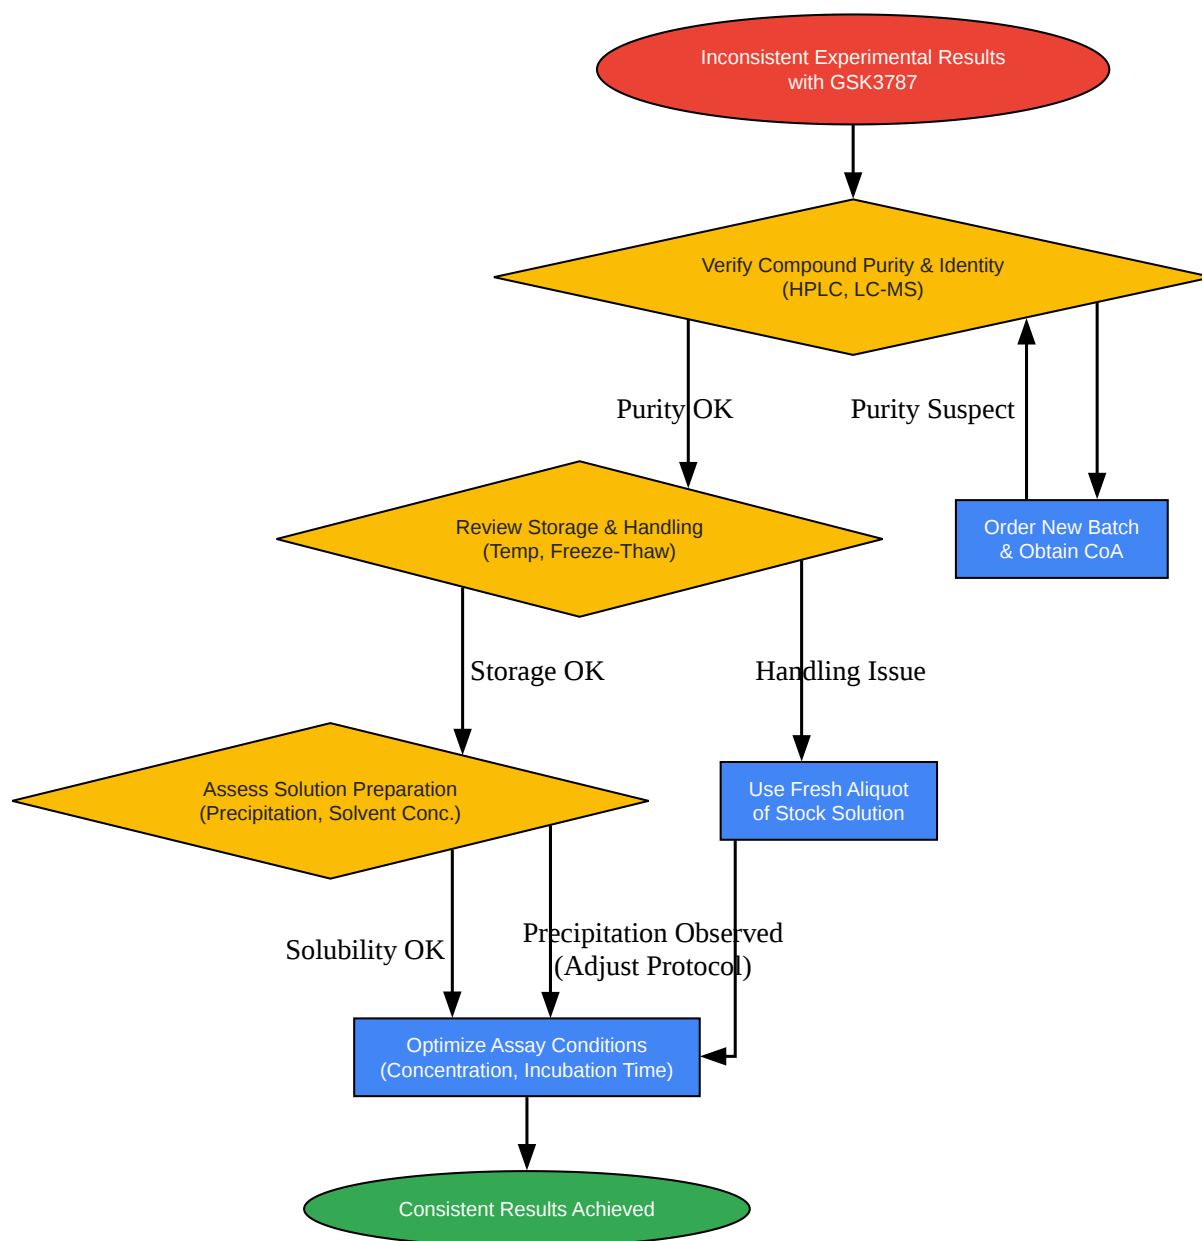 Inconsistent Experimental Results
with GSK3787
Verify Compound Purity & Identity
(HPLC, LC-MS)
Purity OK
Purity Suspect
Review Storage & Handling
(Temp, Freeze-Thaw)
Order New Batch
& Obtain CoA
Storage OK
Handling Issue
Assess Solution Preparation
(Precipitation, Solvent Conc.)
Use Fresh Aliquot
of Stock Solution
Solubility OK
Precipitation Observed
(Adjust Protocol)
Optimize Assay Conditions
(Concentration, Incubation Time)
Consistent Results Achieved